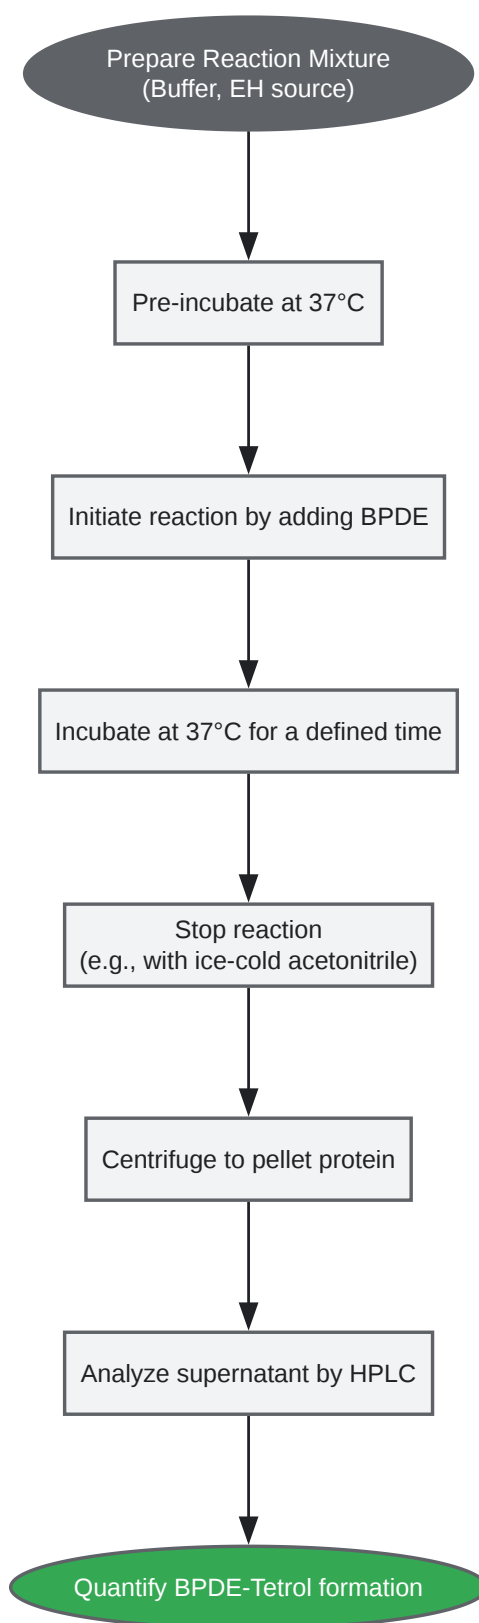 Prepare Reaction Mixture
(Buffer, EH source)
Pre-incubate at 37°C
Initiate reaction by adding BPDE
Incubate at 37°C for a defined time
Stop reaction
(e.g., with ice-cold acetonitrile)
Centrifuge to pellet protein
Analyze supernatant by HPLC
Quantify BPDE-Tetrol formation